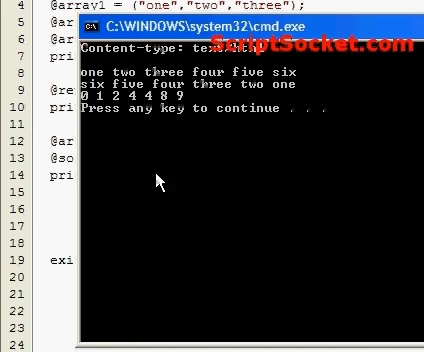 4 @array1 = ("one","two","three");
5 @ar
6 @ar
7 pri
8
9 @re
10 pri
11
12 @ar
13 @so
14 pri
15
16
17
18
19 exi
20
21
22
23
24
C:\WINDOWS\system32\cmd.exe
Content-type:
ScriptSocket.com
one two three four five six
six five four three two one
0 1 2 4 4 8 9
Press any key to continue . . .